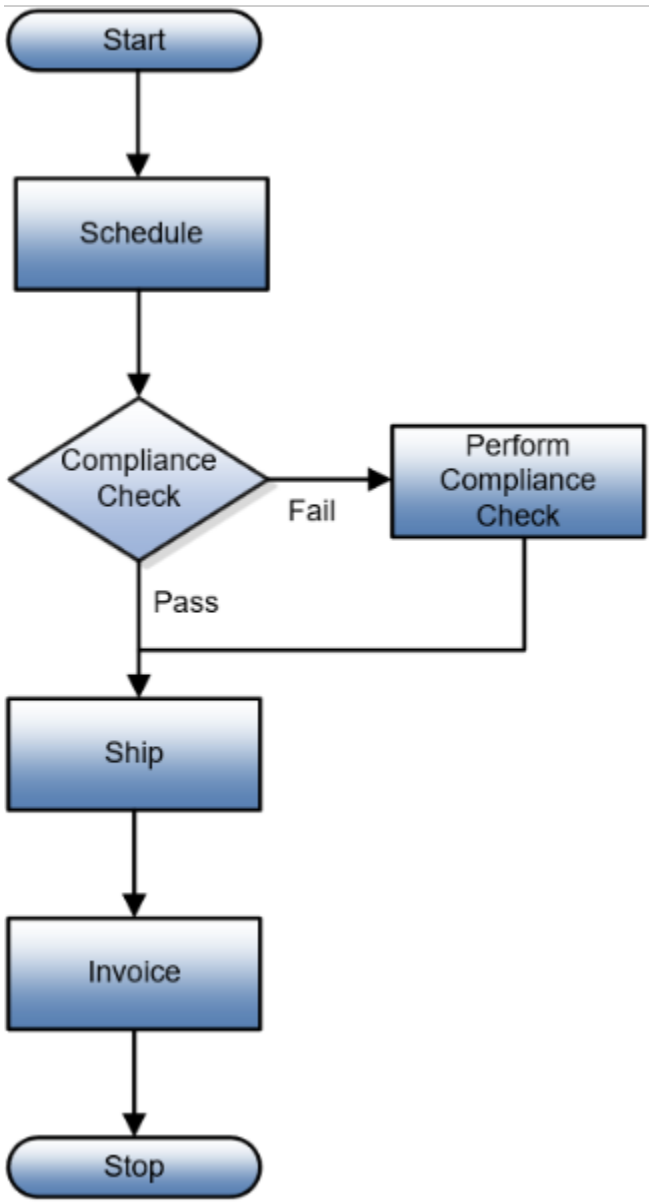 Start
Schedule
Compliance
Check
Fail
Perform
Compliance
Check
Pass
Ship
Invoice
Stop